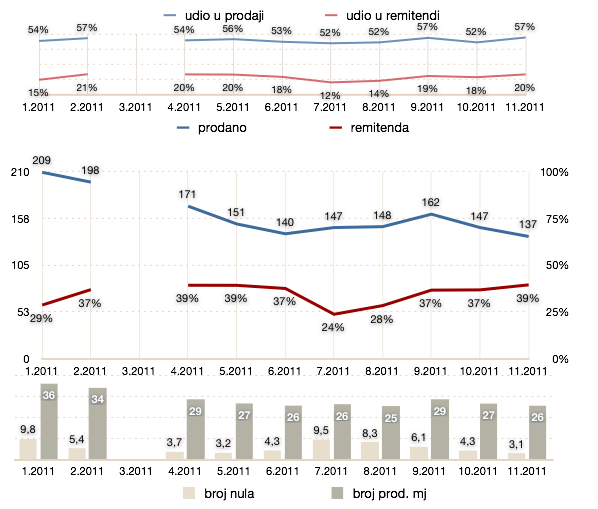 udio u prodaji udio u remitendi
54% 57% 54% 56% 53% 52% 52% 57% 52% 57%
15% 21% 20% 20% 18% 12% 14% 19% 18% 20%
1.2011 2.2011 3.2011 4.2011 5.2011 6.2011 7.2011 8.2011 9.2011 10.2011 11.2011
prodano remitenda
209 198 171 151 140 147 148 162 147 137
210 100%
158 75%
105 50%
53 25%
0 0%
29% 37% 39% 39% 37% 24% 28% 37% 37% 39%
1.2011 2.2011 3.2011 4.2011 5.2011 6.2011 7.2011 8.2011 9.2011 10.2011 11.2011
9,8 36 5,4 34 3,7 29 3,2 27 4,3 26 9,5 26 8,3 25 6,1 29 4,3 27 3,1 26
1.2011 2.2011 3.2011 4.2011 5.2011 6.2011 7.2011 8.2011 9.2011 10.2011 11.2011
broj nula broj prod. mj